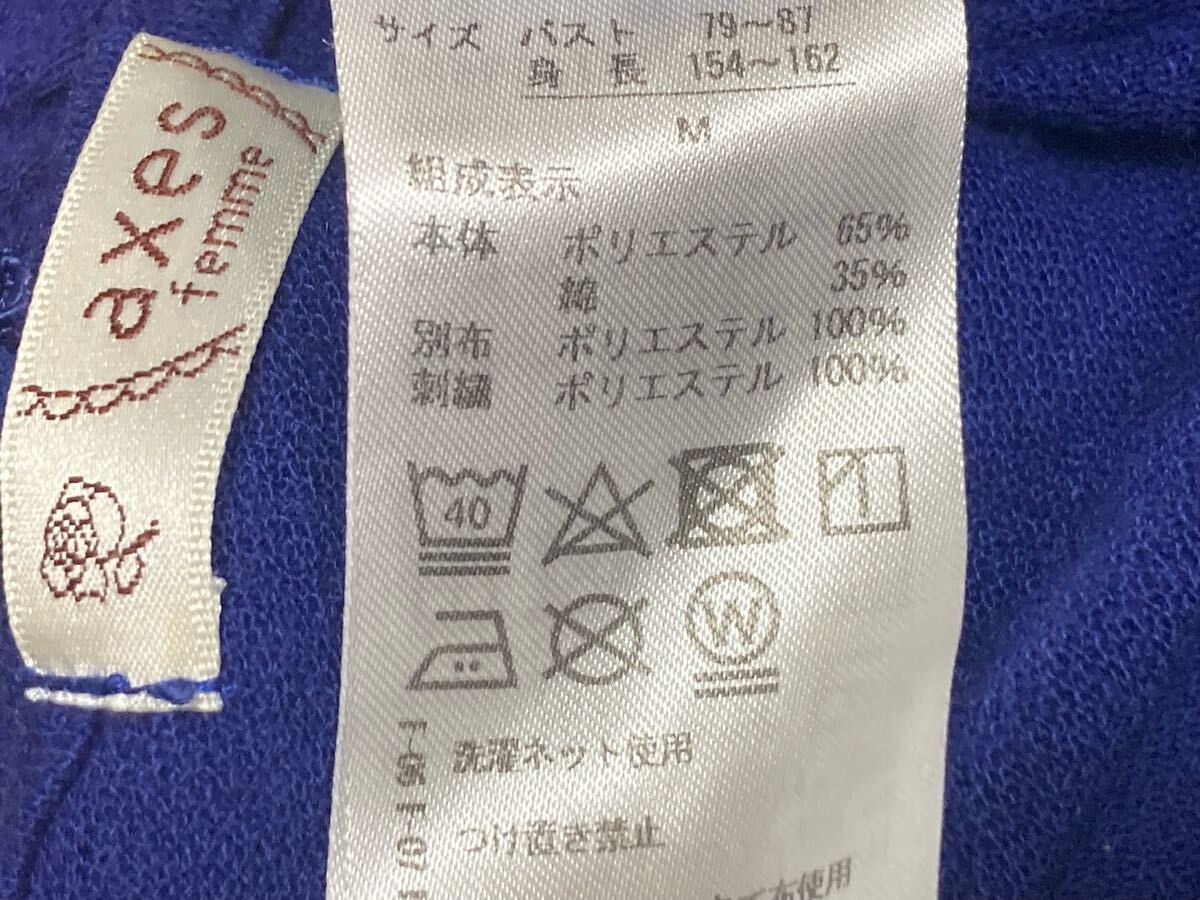 axes
femme
サイズ バスト 79～87
身長 154～162
M
組成表示
本体 ポリエステル 65%
綿 35%
別布 ポリエステル 100%
刺繍 ポリエステル 100%
40
W
洗濯ネット使用
つけ置き禁止
布使用